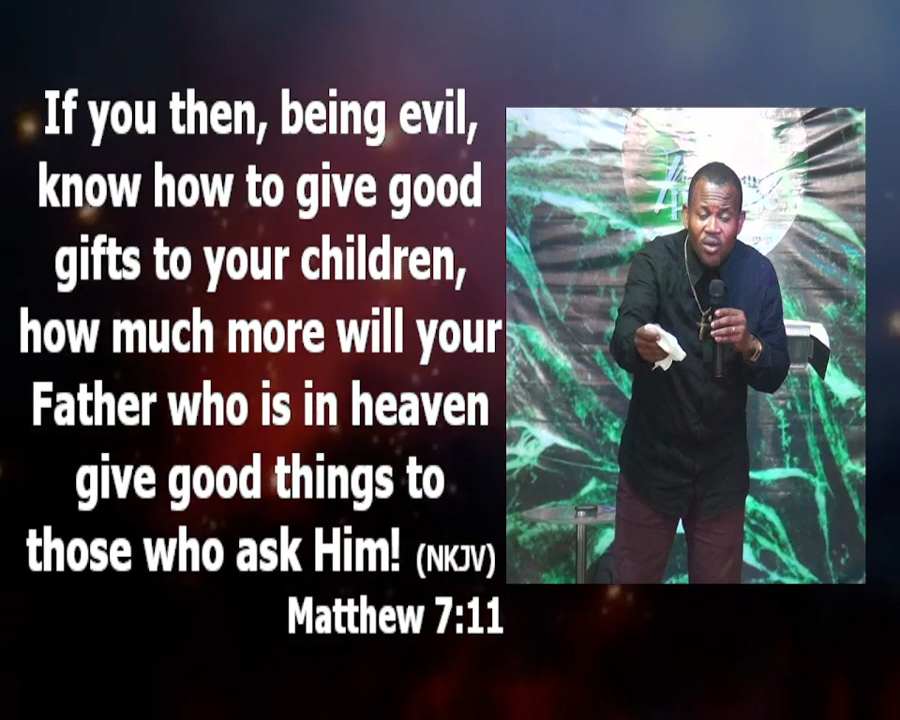 If you then, being evil,
know how to give good
gifts to your children,
how much more will your
Father who is in heaven
give good things to
those who ask Him! (NKJV)
Matthew 7:11